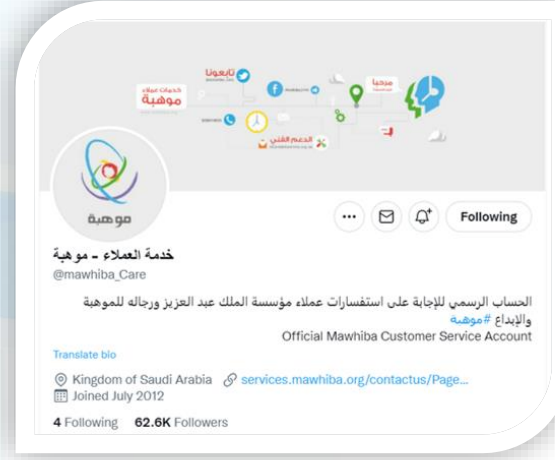 تابعونا
خدمات عملاء
موهبة
مرحبا
الدعم الفني
موهبة
Following
خدمة العملاء - موهبة
@mawhiba_Care
الحساب الرسمي للإجابة على استفسارات عملاء مؤسسة الملك عبد العزيز ورجاله للموهبة
والإبداع #موهبة
Official Mawhiba Customer Service Account
Translate bio
Kingdom of Saudi Arabia services.mawhiba.org/contactus/Page...
Joined July 2012
4 Following 62.6K Followers